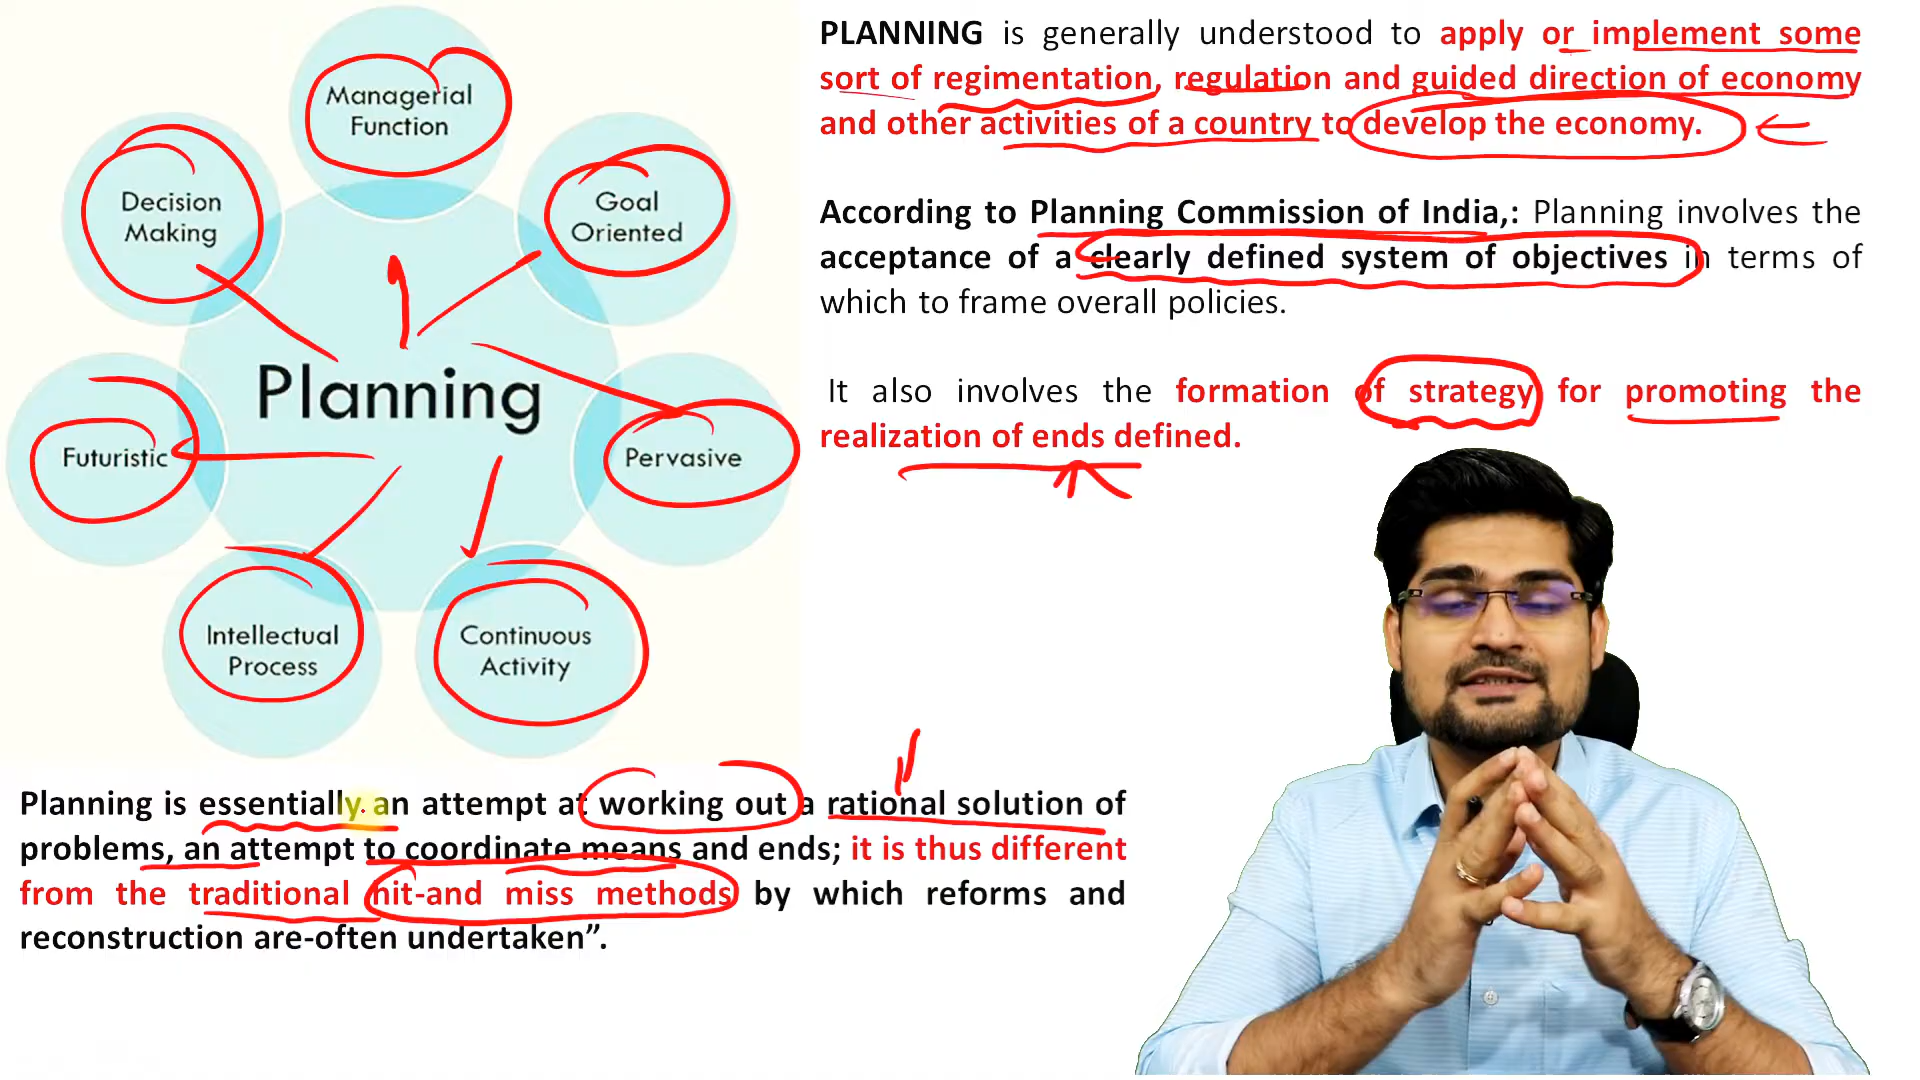 Managerial
Function
Decision
Making
Goal
Oriented
Planning
Futuristic
Pervasive
Intellectual
Process
Continuous
Activity
PLANNING is generally understood to apply or implement some
sort of regimentation, regulation and guided direction of economy
and other activities of a country to develop the economy.
According to Planning Commission of India,: Planning involves the
acceptance of a clearly defined system of objectives in terms of
which to frame overall policies.
It also involves the formation of strategy for promoting the
realization of ends defined.
Planning is essentially an attempt at working out a rational solution of
problems, an attempt to coordinate means and ends; it is thus different
from the traditional hit-and miss methods by which reforms and
reconstruction are-often undertaken”.